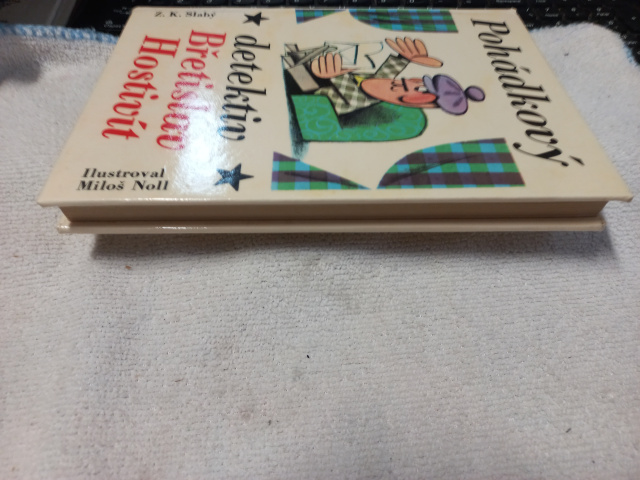 Pohádkový
detektiv
Břetislav
Hostivít
Z. K. Slabý
Ilustroval
Miloš Noll